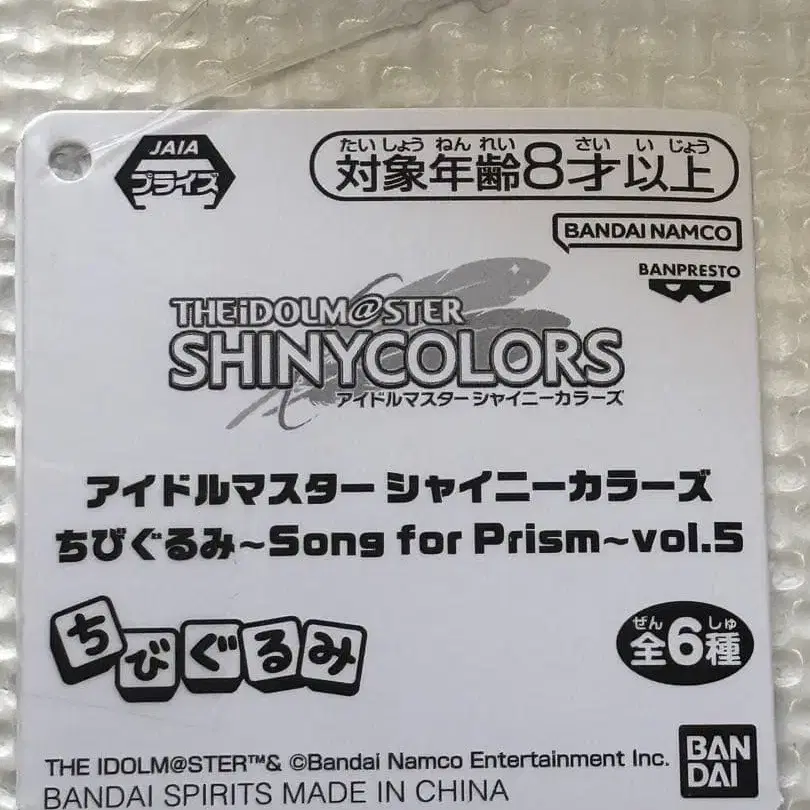 JAIA
プライズ
たいしょうねんれい さい いじょう
対象年齢8才以上
BANDAI NAMCO
BANPRESTO
THE iDOLM@STER
SHINYCOLORS
アイドルマスター シャイニーカラーズ
アイドルマスター シャイニーカラーズ
ちびぐるみ~Song for Prism~vol.5
ちびぐるみ
ぜん しゅ
全6種
THE IDOLM@STER™& ©Bandai Namco Entertainment Inc.
BANDAI SPIRITS MADE IN CHINA
BAN
DAI